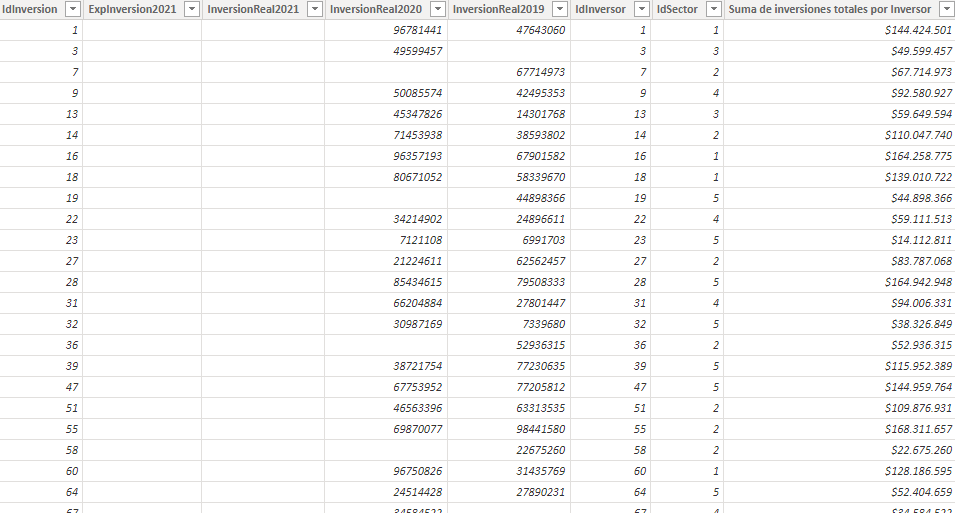 IdInversion ExpInversion2021 InversionReal2021 InversionReal2020 InversionReal2019 IdInversor IdSector Suma de inversiones totales por Inversor
1 96781441 47643060 1 1 $144.424.501
3 49599457 3 3 $49.599.457
7 67714973 7 2 $67.714.973
9 50085574 42495353 9 4 $92.580.927
13 45347826 14301768 13 3 $59.649.594
14 71453938 38593802 14 2 $110.047.740
16 96357193 67901582 16 1 $164.258.775
18 80671052 58339670 18 1 $139.010.722
19 44898366 19 5 $44.898.366
22 34214902 24896611 22 4 $59.111.513
23 7121108 6991703 23 5 $14.112.811
27 21224611 62562457 27 2 $83.787.068
28 85434615 79508333 28 5 $164.942.948
31 66204884 27801447 31 4 $94.006.331
32 30987169 7339680 32 5 $38.326.849
36 52936315 36 2 $52.936.315
39 38721754 77230635 39 5 $115.952.389
47 67753952 77205812 47 5 $144.959.764
51 46563396 63313535 51 2 $109.876.931
55 69870077 98441580 55 2 $168.311.657
58 22675260 58 2 $22.675.260
60 96750826 31435769 60 1 $128.186.595
64 24514428 27890231 64 5 $52.404.659
67 34584522 67 4 $34.584.522